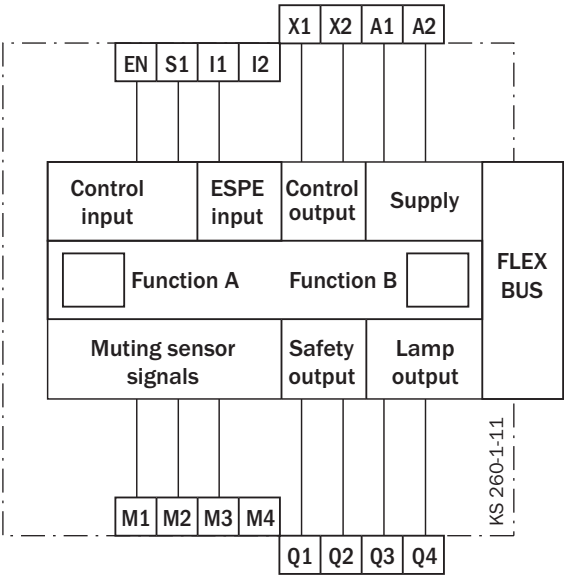 X1 X2 A1 A2
EN S1 I1 I2
Control
input
ESPE
input
Control
output
Supply
FLEX
BUS
Function A
Function B
Muting sensor
signals
Safety
output
Lamp
output
KS 260-1-11
M1 M2 M3 M4
Q1 Q2 Q3 Q4